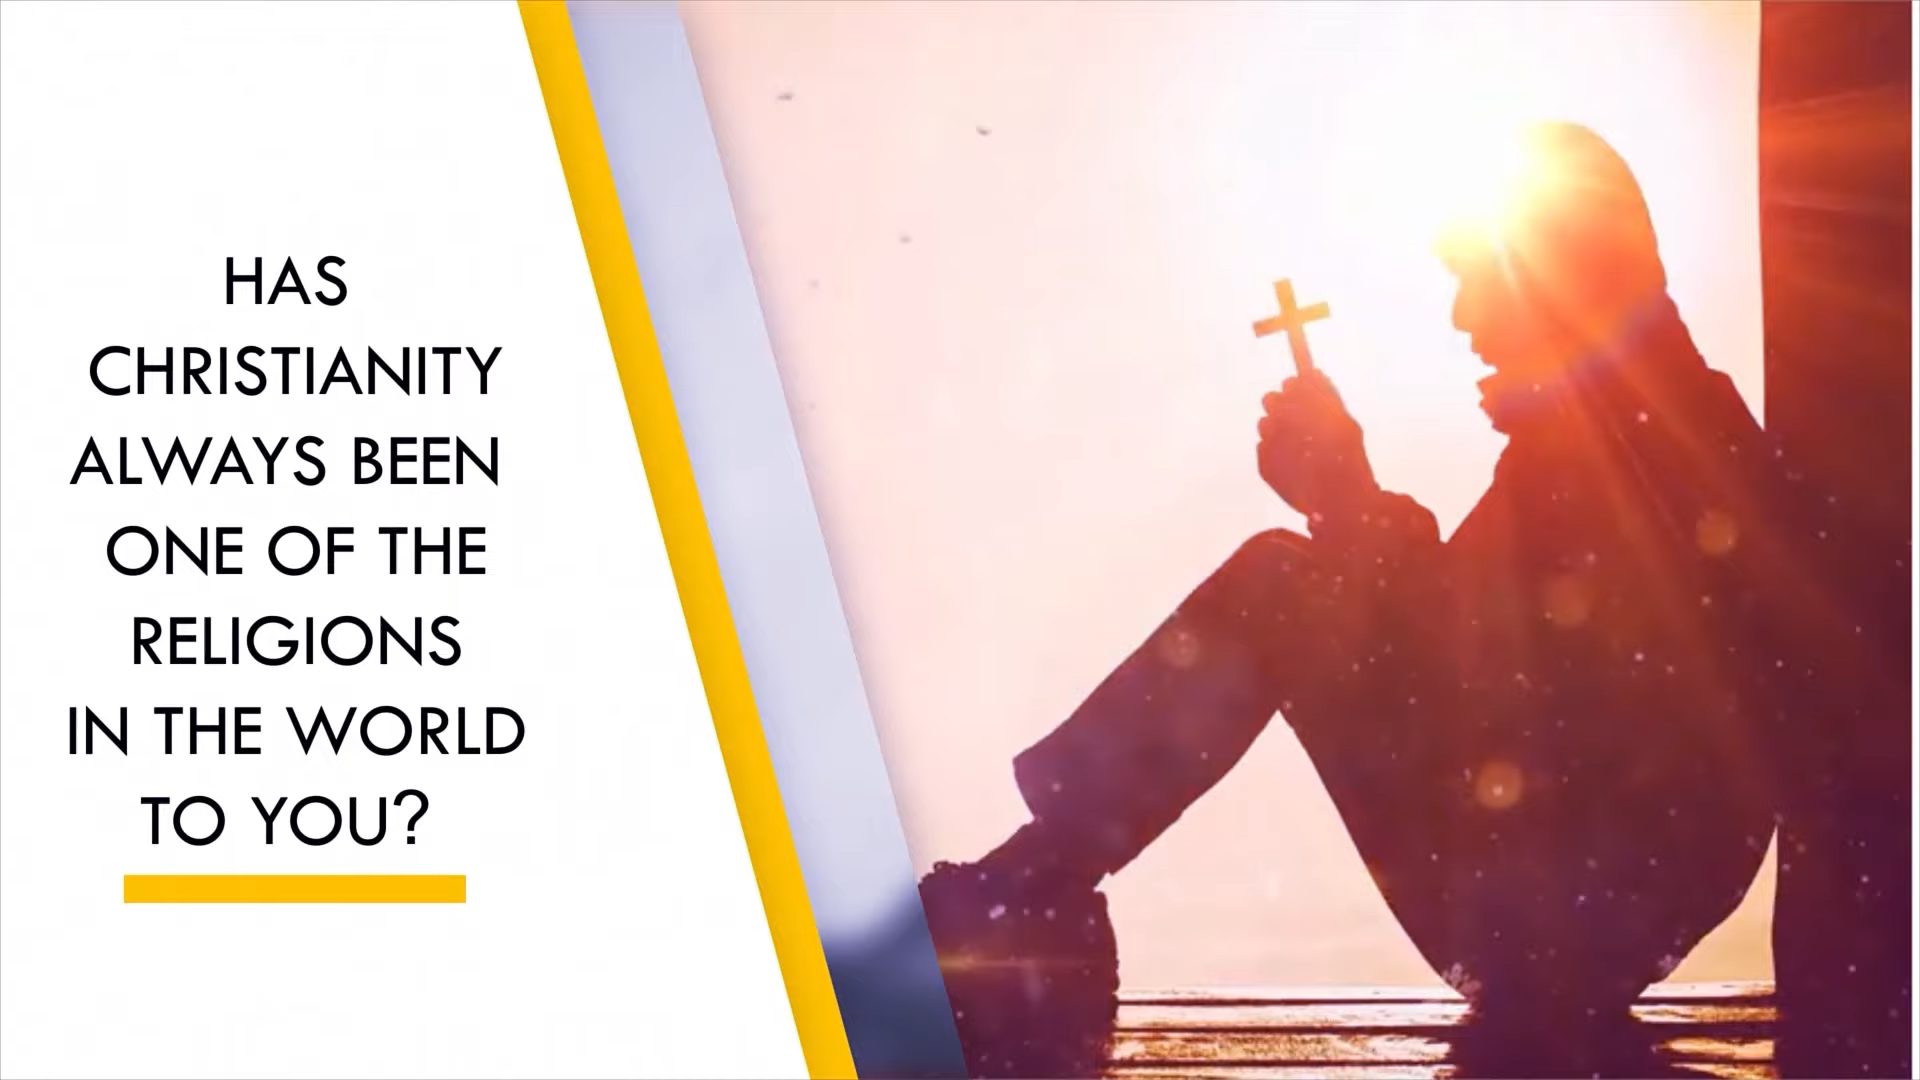 HAS
CHRISTIANITY
ALWAYS BEEN
ONE OF THE
RELIGIONS
IN THE WORLD
TO YOU?